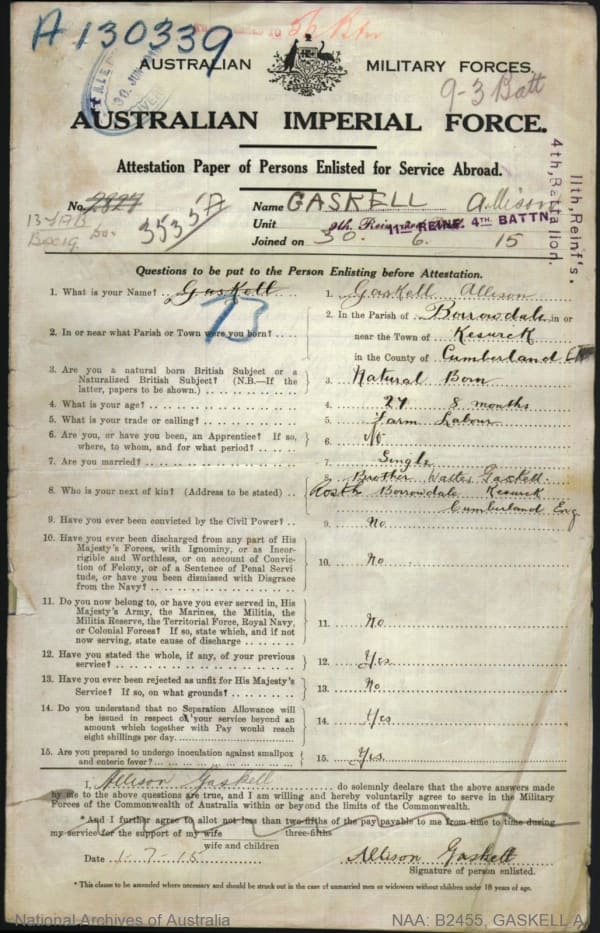 A 130339
5th Btn
AUSTRALIAN MILITARY FORCES.
9-3 Batt
AUSTRALIAN IMPERIAL FORCE.
Attestation Paper of Persons Enlisted for Service Abroad.
11th, Reinf's,
4th, Battalion.
No. 2827 3535A Name GASKELL Allison
Unit 11th REINF. 4TH BATTN.
Joined on 30. 6. 15
Questions to be put to the Person Enlisting before Attestation.
1. What is your Name? Gaskell
1. Gaskell Allison
73
2. In or near what Parish or Town were you born?
2. In the Parish of Borrowdale in or
near the Town of Keswick
in the County of Cumberland
3. Are you a natural born British Subject or a
Naturalized British Subject? (N.B.—If the
latter, papers to be shown.)
3. Natural Born
4. What is your age?
4. 27 8 months
5. What is your trade or calling?
5. Farm Labour
6. Are you, or have you been, an Apprentice? If so,
where, to whom, and for what period?
6. No
7. Are you married?
7. Single
8. Who is your next of kin? (Address to be stated)
8. Brother Walter Gaskell
Borrowdale Keswick
Cumberland Eng
9. Have you ever been convicted by the Civil Power?
9. No
10. Have you ever been discharged from any part of His
Majesty's Forces, with Ignominy, or as Incor-
rigible and Worthless, or on account of Convic-
tion of Felony, or of a Sentence of Penal Servi-
tude, or have you been dismissed with Disgrace
from the Navy?
10. No
11. Do you now belong to, or have you ever served in, His
Majesty's Army, the Marines, the Militia, the
Militia Reserve, the Territorial Force, Royal Navy,
or Colonial Forces? If so, state which, and if not
now serving, state cause of discharge
11. No
12. Have you stated the whole, if any, of your previous
service?
12. Yes
13. Have you ever been rejected as unfit for His Majesty's
Service? If so, on what grounds?
13. No
14. Do you understand that no Separation Allowance will
be issued in respect of your service beyond an
amount which together with Pay would reach
eight shillings per day.
14. Yes
15. Are you prepared to undergo inoculation against smallpox
and enteric fever?
15. Yes.
I, Allison Gaskell do solemnly declare that the above answers made
by me to the above questions are true, and I am willing and hereby voluntarily agree to serve in the Military
Forces of the Commonwealth of Australia within or beyond the limits of the Commonwealth.
*And I further agree to allot not less than two-fifths of the pay payable to me from time to time during
three-fifths
my service for the support of my wife
wife and children
Date 1-7-15 Allison Gaskell
Signature of person enlisted.
* This clause to be amended where necessary and should be struck out in the case of unmarried men or widowers without children under 18 years of age.
National Archives of Australia
NAA: B2455, GASKELL A